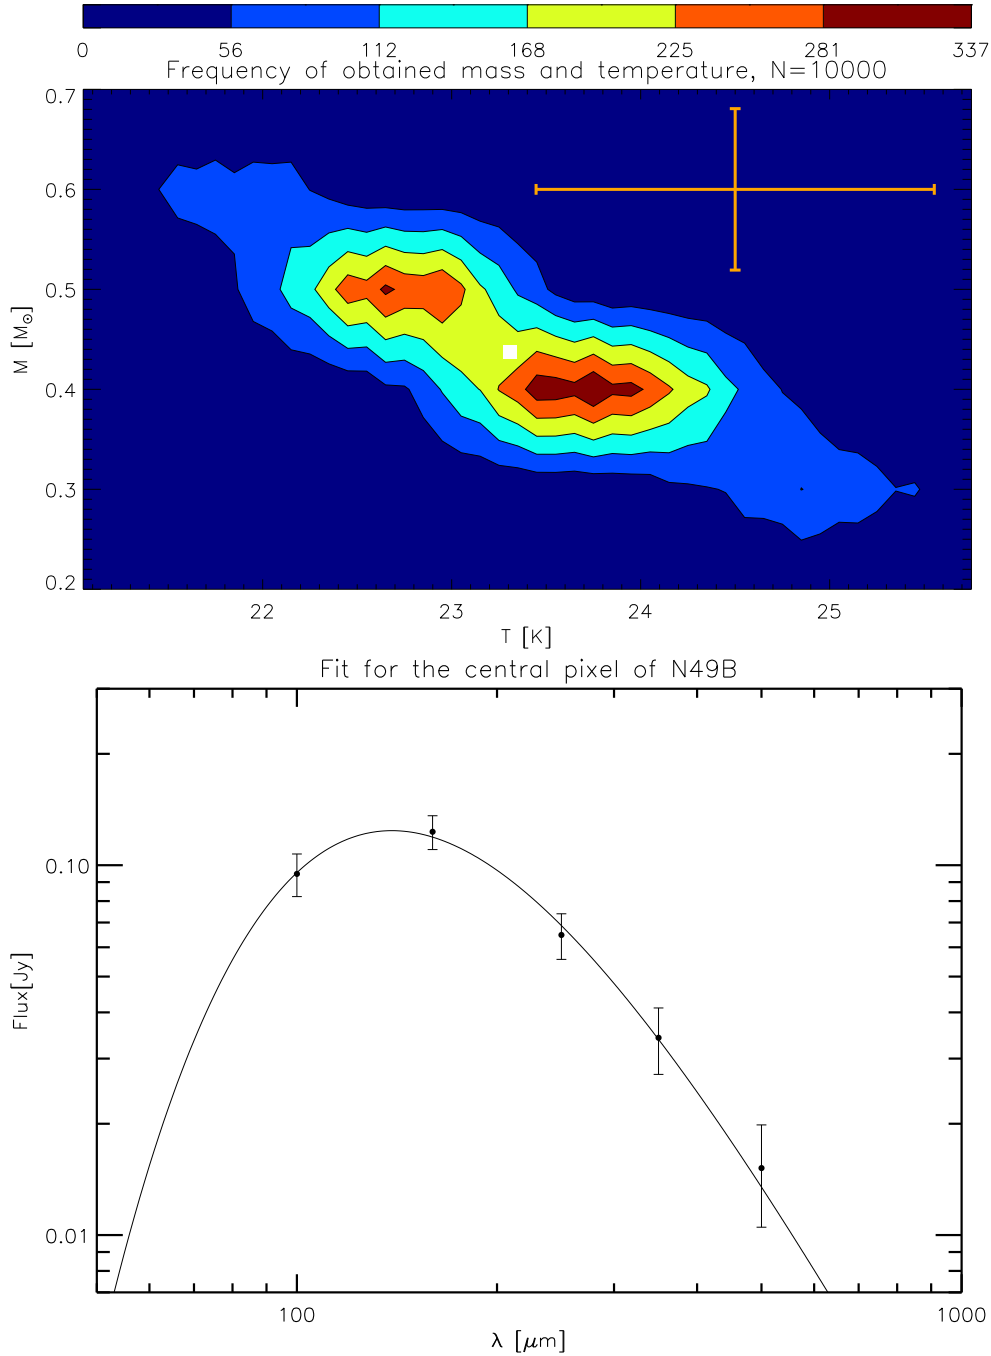 0 56 112 168 225 281 337
Frequency of obtained mass and temperature, N=10000
0.7
0.6
0.5
0.4
0.3
0.2
M [M☉]
22 23 24 25
T [K]
Fit for the central pixel of N49B
0.10
0.01
Flux[Jy]
100 1000
λ [μm]